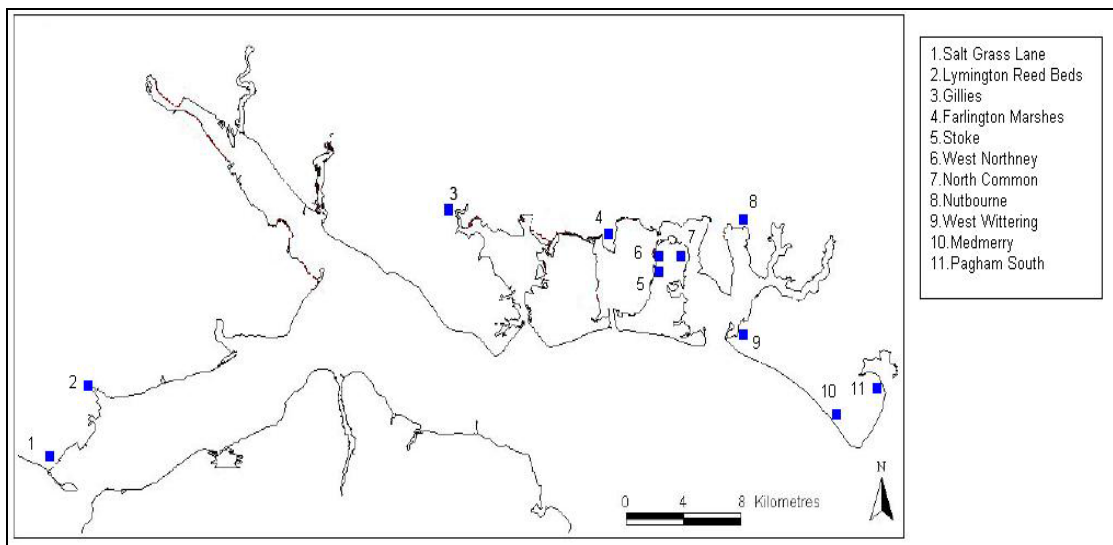 1.Salt Grass Lane
2.Lymington Reed Beds
3.Gillies
4.Farlington Marshes
5.Stoke
6.West Northney
7.North Common
8.Nutbourne
9.West Wittering
10.Medmerry
11.Pagham South
3
4
8
7
6
5
9
2
10
11
1
N
0 4 8 Kilometres